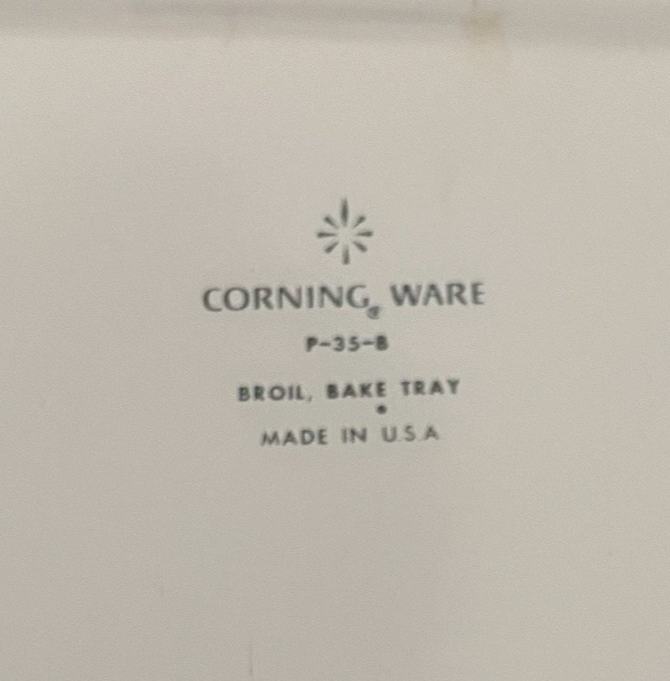 CORNING® WARE
P-35-B
BROIL, BAKE TRAY
MADE IN U.S.A